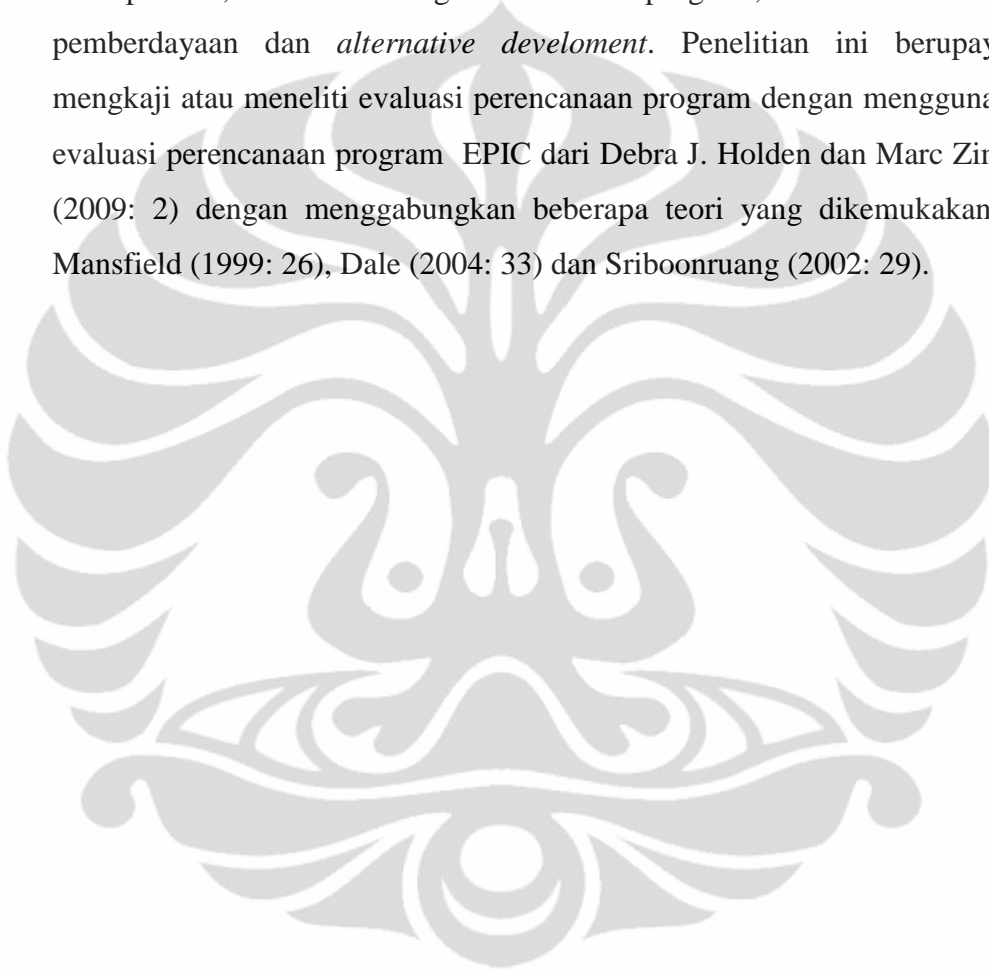 pemberdayaan dan alternative develoment. Penelitian ini berupay
mengkaji atau meneliti evaluasi perencanaan program dengan mengguna
evaluasi perencanaan program EPIC dari Debra J. Holden dan Marc Zi
(2009: 2) dengan menggabungkan beberapa teori yang dikemukakan
Mansfield (1999: 26), Dale (2004: 33) dan Sriboonruang (2002: 29).